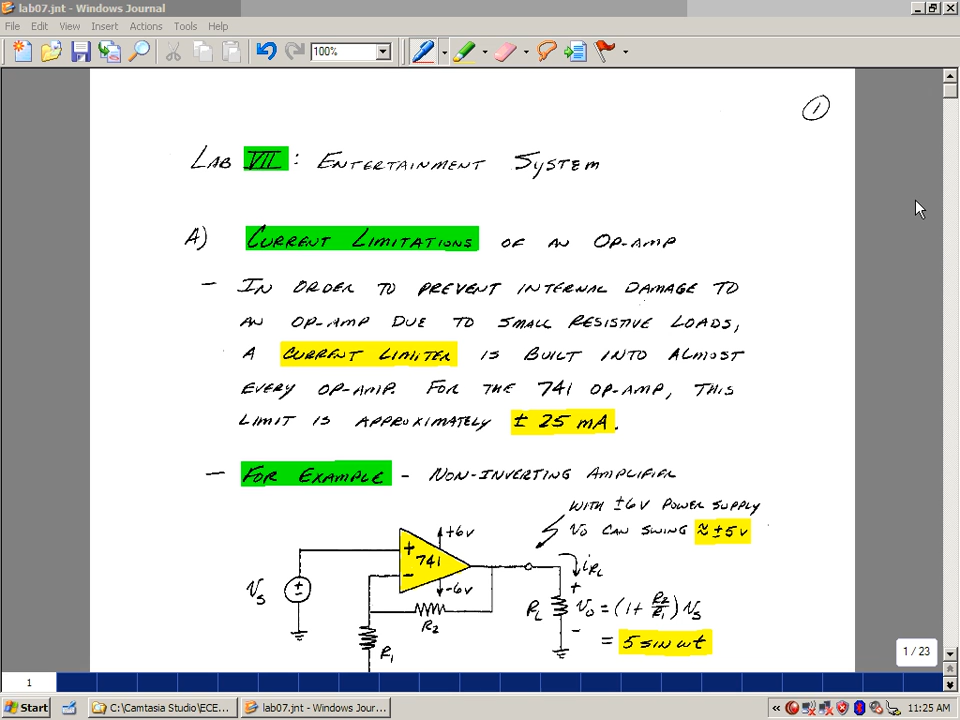 lab07.jnt - Windows Journal
File Edit View Insert Actions Tools Help
100%
1
LAB VII: ENTERTAINMENT SYSTEM
A) CURRENT LIMITATIONS OF AN OP-AMP
- IN ORDER TO PREVENT INTERNAL DAMAGE TO
AN OP-AMP DUE TO SMALL RESISTIVE LOADS,
A CURRENT LIMITER IS BUILT INTO ALMOST
EVERY OP-AMP. FOR THE 741 OP-AMP, THIS
LIMIT IS APPROXIMATELY ± 25 mA.
- FOR EXAMPLE - NON-INVERTING AMPLIFIER
WITH ±6V POWER SUPPLY
VO CAN SWING ≈ ±5V
+6V
+
741
-
-6V
VS
+
-
R2
R1
iRL
RL
+
VO = (1 + R2/R1) VS
-
= 5 sin ωt
1 / 23
1
Start
C:\Camtasia Studio\ECE...
lab07.jnt - Windows Jour...
«
11:25 AM